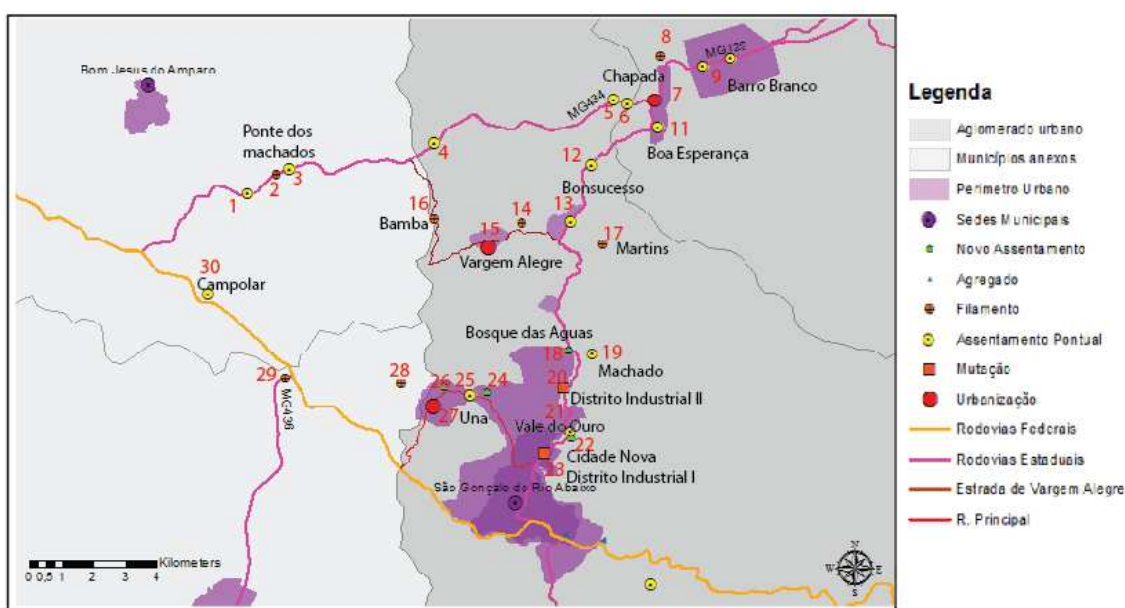 8
MG129
9
Bom Jesus do Amparo
Chapada
7
Barro Branco
MG434
5
6
Ponte dos
machados
4
11
Boa Esperança
2
3
12
1
Bonsucesso
16
14
13
Bamba
15
17
Martins
Vargem Alegre
30
Campolar
Bosque das Aguas
18
19
Machado
29
28
26
25
24
20
MG436
27
Una
Distrito Industrial II
21
Vale do Ouro
22
Cidade Nova
23
Distrito Industrial I
São Gonçalo do Rio Abaixo
Kilometers
0 0,5 1 2 3 4
N
W E
S
Legenda
Aglomerado urbano
Municípios anexos
Perimetro Urbano
Sedes Municipais
Novo Assentamento
Agregado
Filamento
Assentamento Pontual
Mutação
Urbanização
Rodovias Federais
Rodovias Estaduais
Estrada de Vargem Alegre
R. Principal